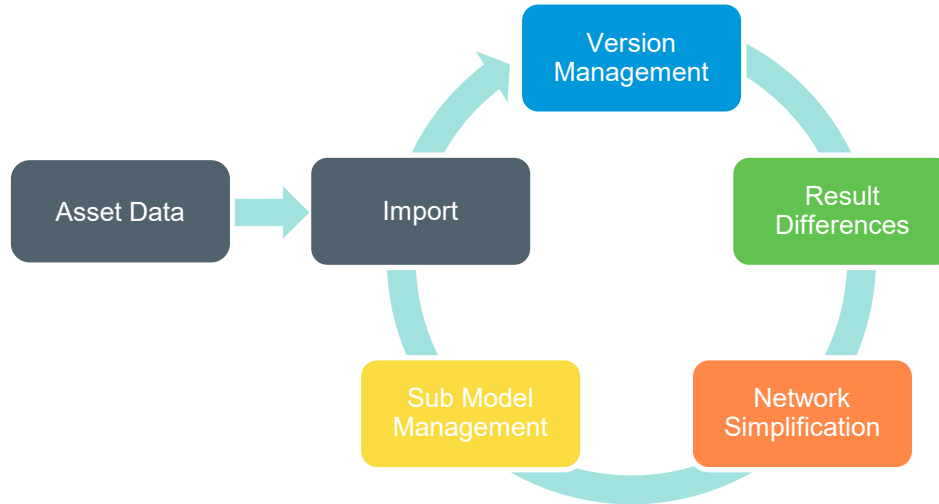 Version
Management
Asset Data
Import
Result
Differences
Sub Model
Management
Network
Simplification